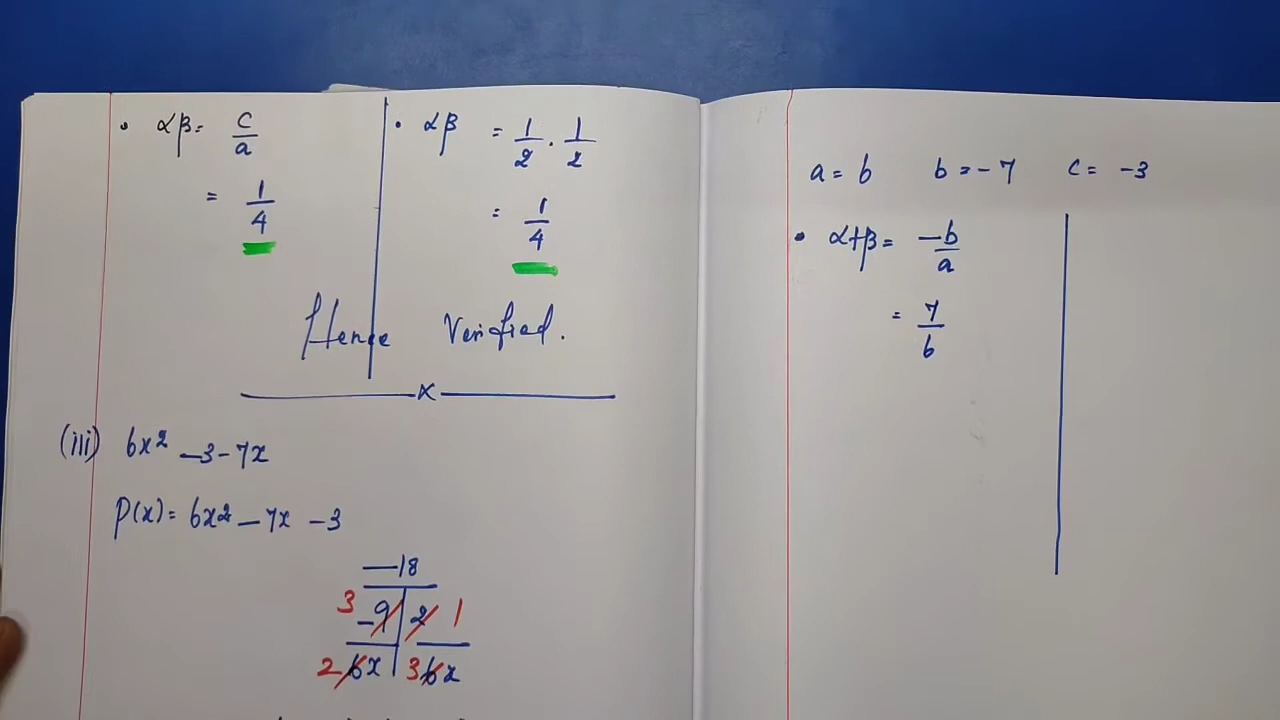 • αβ = c/a
= 1/4
• αβ = 1/2 . 1/2
= 1/4
Hence Verified.
x
(iii) 6x² - 3 - 7x
P(x) = 6x² - 7x - 3
-18
3 -9 2 1
2 6x 3 6x
a = 6 b = -7 c = -3
• α+β = -b/a
= 7/6